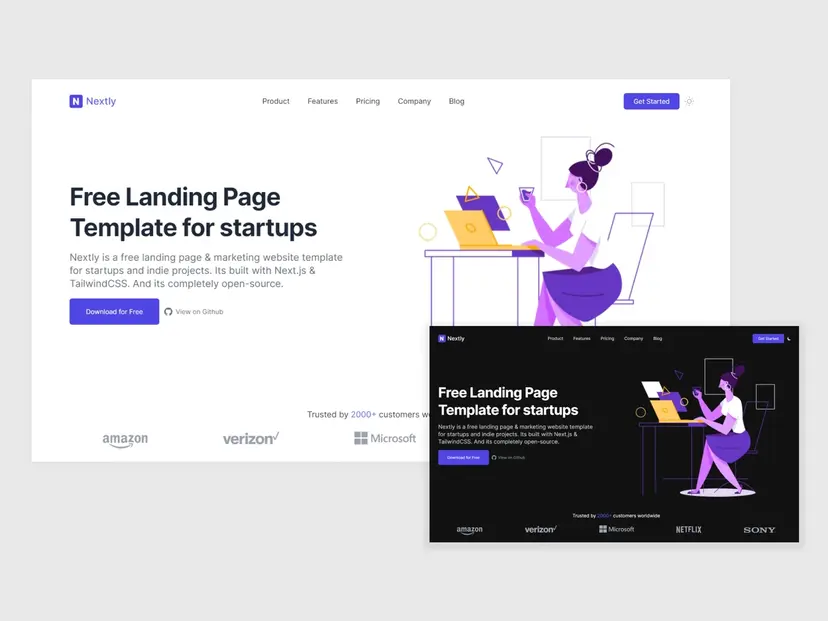 N Nextly
Product Features Pricing Company Blog
Get Started
Free Landing Page
Template for startups
Nextly is a free landing page & marketing website template
for startups and indie projects. Its built with Next.js &
TailwindCSS. And its completely open-source.
Download for Free
View on Github
Trusted by 2000+ customers
amazon
verizon
Microsoft
N Nextly
Product Features Pricing Company Blog
Get Started
Free Landing Page
Template for startups
Nextly is a free landing page & marketing website template
for startups and indie projects. Its built with Next.js &
TailwindCSS. And its completely open-source.
Download for Free
View on Github
Trusted by 2000+ customers worldwide
amazon
verizon
Microsoft
NETFLIX
SONY